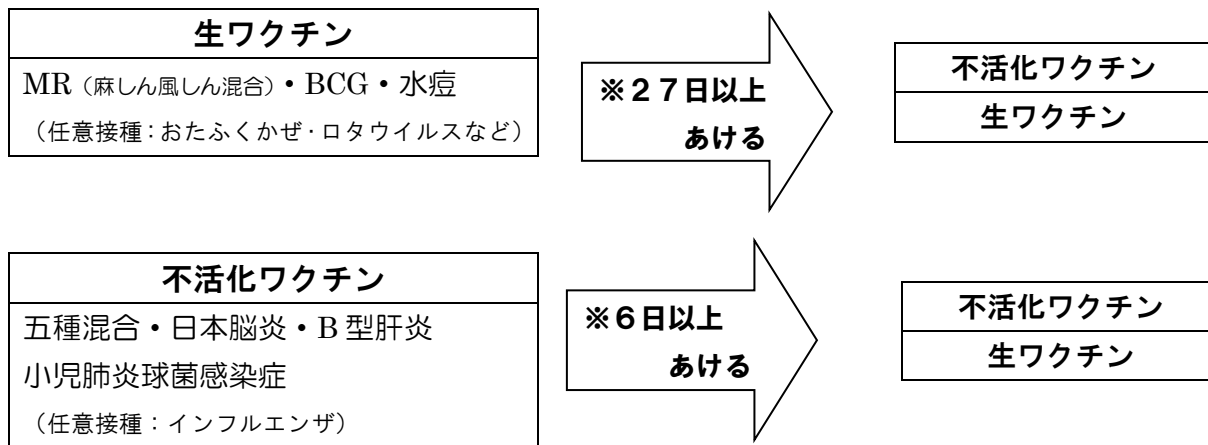 生ワクチン
MR（麻しん風しん混合）・BCG・水痘
（任意接種：おたふくかぜ・ロタウイルスなど）
※２７日以上
あける
不活化ワクチン
生ワクチン
不活化ワクチン
五種混合・日本脳炎・B型肝炎
小児肺炎球菌感染症
（任意接種：インフルエンザ）
※６日以上
あける
不活化ワクチン
生ワクチン